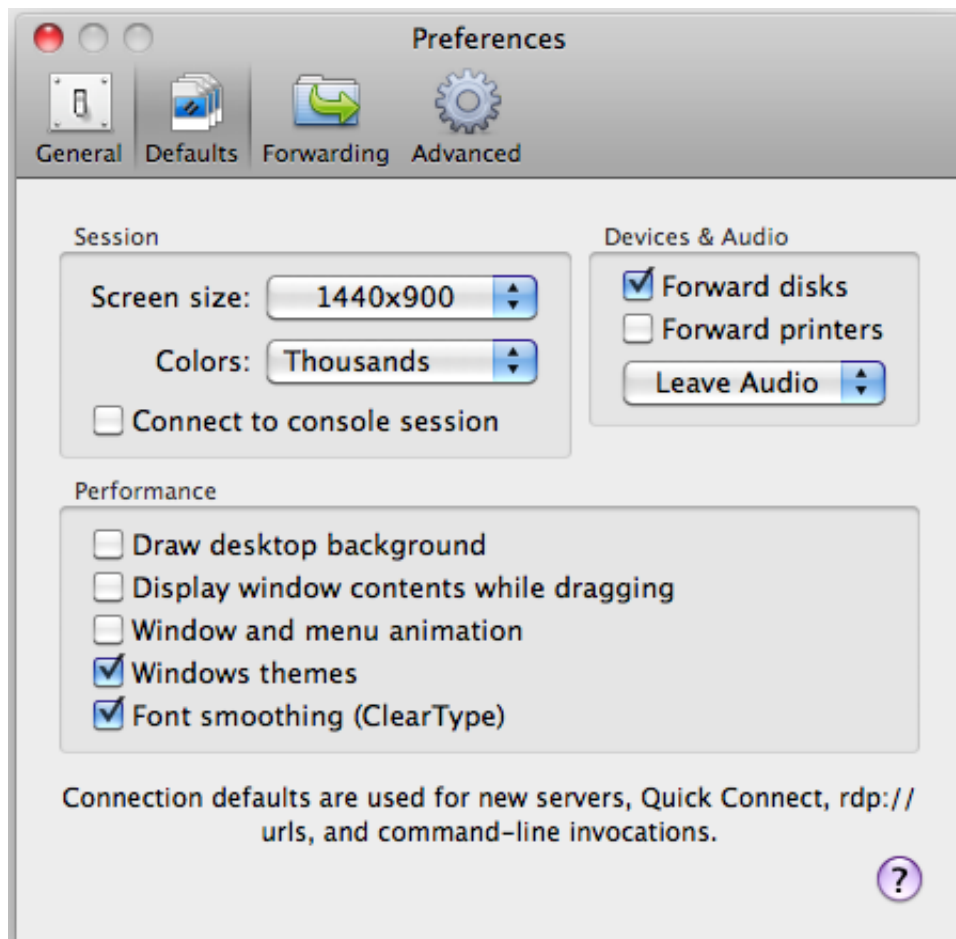 Preferences
General Defaults Forwarding Advanced
Session
Screen size: 1440x900
Colors: Thousands
Connect to console session
Devices & Audio
Forward disks
Forward printers
Leave Audio
Performance
Draw desktop background
Display window contents while dragging
Window and menu animation
Windows themes
Font smoothing (ClearType)
Connection defaults are used for new servers, Quick Connect, rdp://
urls, and command-line invocations.
?